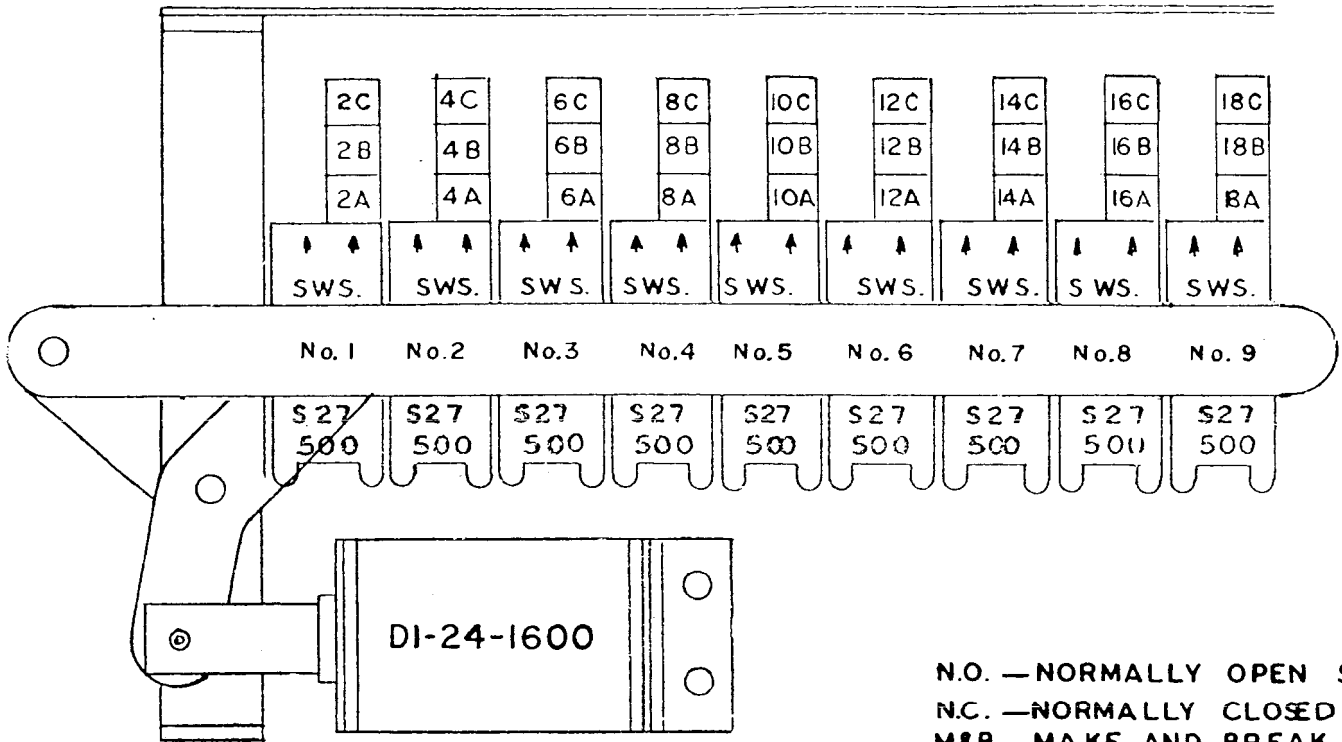 2C 4C 6C 8C 10C 12C 14C 16C 18C
2B 4B 6B 8B 10B 12B 14B 16B 18B
2A 4A 6A 8A 10A 12A 14A 16A 18A
SWS. SWS. SWS. SWS. SWS. SWS. SWS. SWS. SWS.
No. 1 No. 2 No. 3 No. 4 No. 5 No. 6 No. 7 No. 8 No. 9
S27 S27 S27 S27 S27 S27 S27 S27 S27
500 500 500 500 500 500 500 500 500
D1-24-1600
N.O. — NORMALLY OPEN
N.C. — NORMALLY CLOSED
M&B MAKE AND BREAK